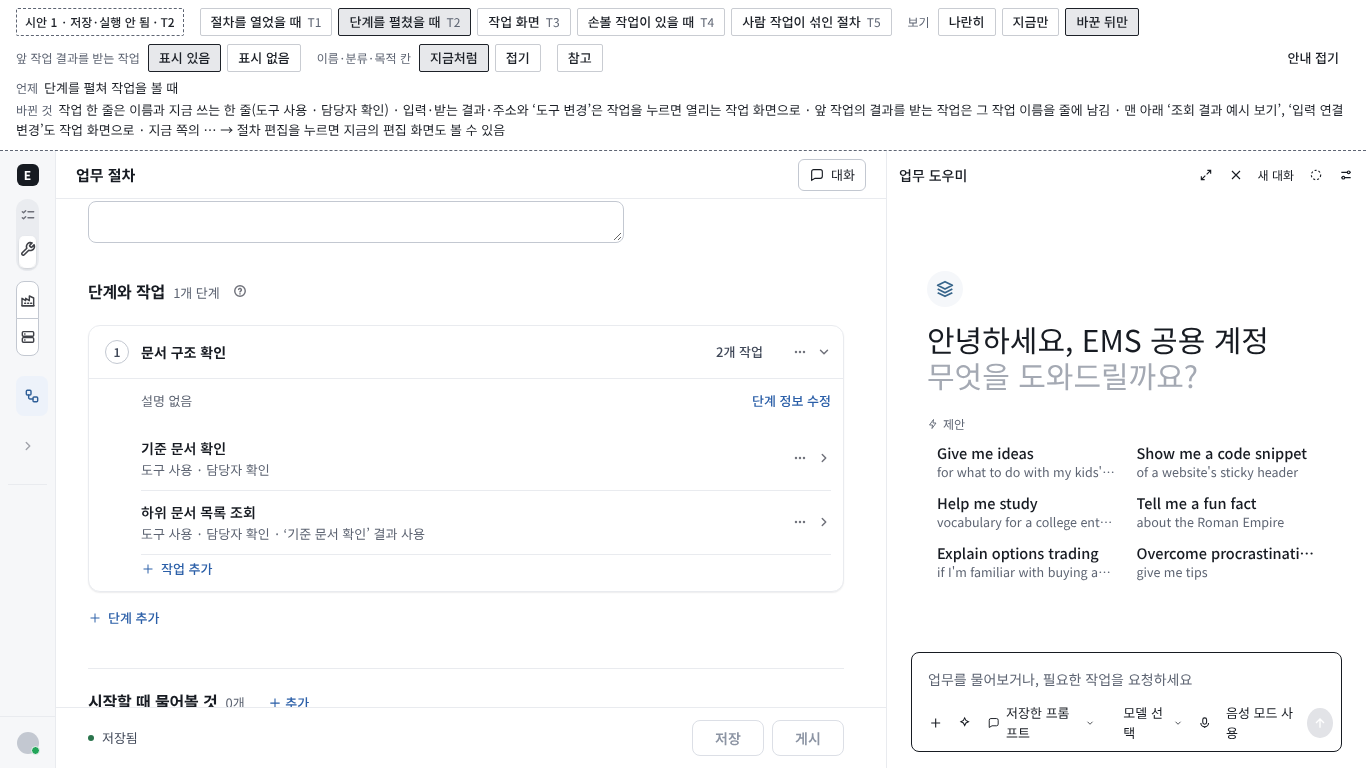 시안 1 · 저장·실행 안 됨 · T2
절차를 열었을 때 T1
단계를 펼쳤을 때 T2
작업 화면 T3
손볼 작업이 있을 때 T4
사람 작업이 섞인 절차 T5
보기
나란히
지금만
바꾼 뒤만
앞 작업 결과를 받는 작업
표시 있음
표시 없음
이름·분류·목적 칸
지금처럼
접기
참고
안내 접기
언제 단계를 펼쳐 작업을 볼 때
바뀐 것 작업 한 줄은 이름과 지금 쓰는 한 줄(도구 사용 · 담당자 확인) · 입력·받는 결과·주소와 ‘도구 변경’은 작업을 누르면 열리는 작업 화면으로 · 앞 작업의 결과를 받는 작업은 그 작업 이름을 줄에 남김 · 맨 아래 ‘조회 결과 예시 보기’, ‘입력 연결
변경’도 작업 화면으로 · 지금 쪽의 ··· → 절차 편집을 누르면 지금의 편집 화면도 볼 수 있음
E
업무 절차
대화
단계와 작업 1개 단계
1
문서 구조 확인
2개 작업
설명 없음
단계 정보 수정
기준 문서 확인
도구 사용 · 담당자 확인
하위 문서 목록 조회
도구 사용 · 담당자 확인 · ‘기준 문서 확인’ 결과 사용
+ 작업 추가
+ 단계 추가
시작할 때 물어볼 것 0개 + 추가
저장됨
저장
게시
업무 도우미
새 대화
안녕하세요, EMS 공용 계정
무엇을 도와드릴까요?
제안
Give me ideas
for what to do with my kids'···
Show me a code snippet
of a website's sticky header
Help me study
vocabulary for a college ent···
Tell me a fun fact
about the Roman Empire
Explain options trading
if I'm familiar with buying a···
Overcome procrastinati···
give me tips
업무를 물어보거나, 필요한 작업을 요청하세요
저장한 프롬
프트
모델 선
택
음성 모드 사
용